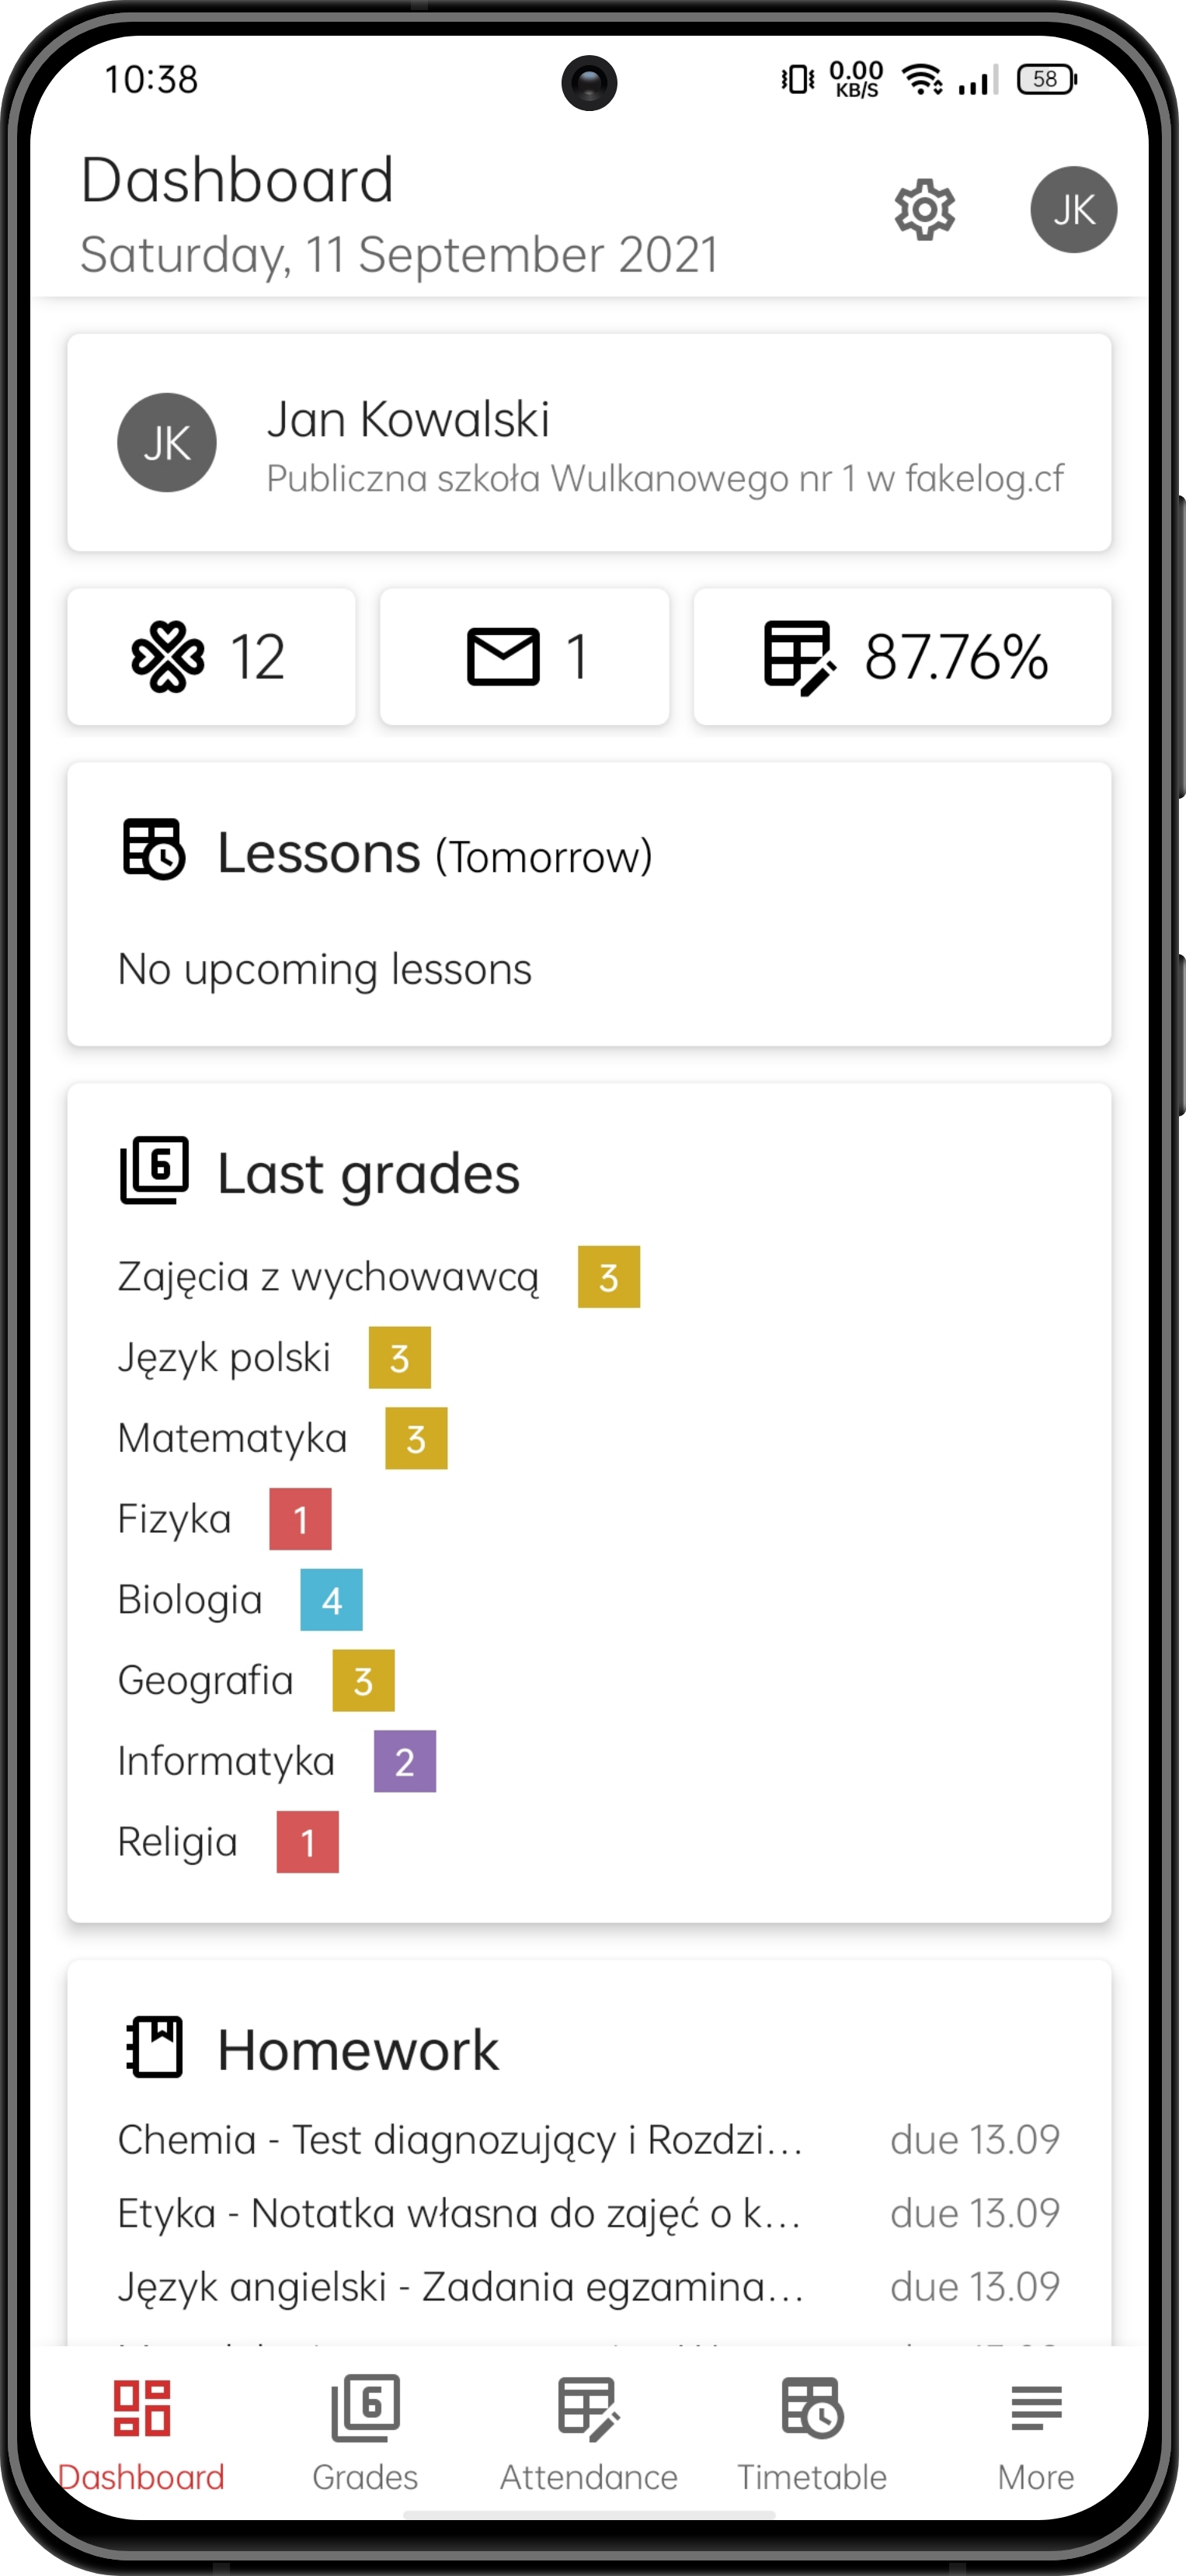 10:38
0.00
KB/S
58
Dashboard
Saturday, 11 September 2021
JK
JK
Jan Kowalski
Publiczna szkoła Wulkanowego nr 1 w fakelog.cf
12
1
87.76%
Lessons (Tomorrow)
No upcoming lessons
6
Last grades
Zajęcia z wychowawcą 3
Język polski 3
Matematyka 3
Fizyka 1
Biologia 4
Geografia 3
Informatyka 2
Religia 1
Homework
Chemia - Test diagnozujący i Rozdzi... due 13.09
Etyka - Notatka własna do zajęć o k... due 13.09
Język angielski - Zadania egzamina... due 13.09
6
Dashboard
Grades
Attendance
Timetable
More